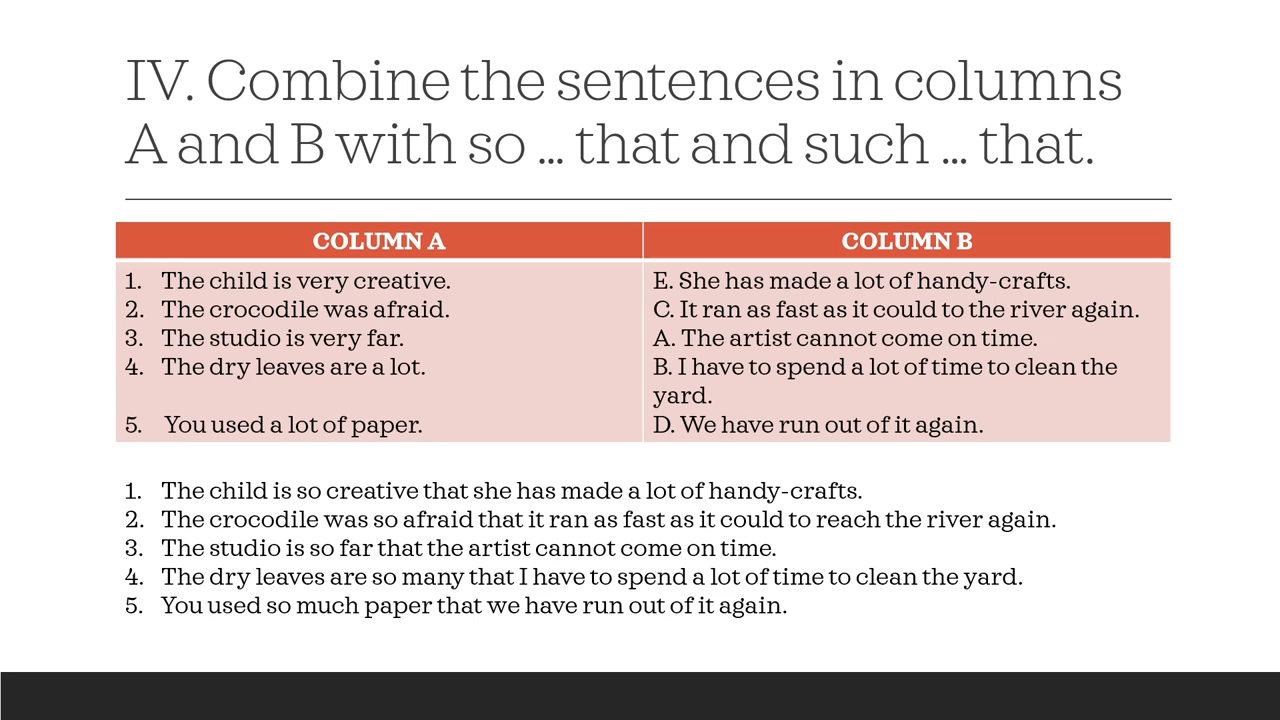 IV. Combine the sentences in columns
A and B with so ... that and such ... that.
COLUMN A
COLUMN B
1. The child is very creative.
2. The crocodile was afraid.
3. The studio is very far.
4. The dry leaves are a lot.
5. You used a lot of paper.
E. She has made a lot of handy-crafts.
C. It ran as fast as it could to the river again.
A. The artist cannot come on time.
B. I have to spend a lot of time to clean the
yard.
D. We have run out of it again.
1. The child is so creative that she has made a lot of handy-crafts.
2. The crocodile was so afraid that it ran as fast as it could to reach the river again.
3. The studio is so far that the artist cannot come on time.
4. The dry leaves are so many that I have to spend a lot of time to clean the yard.
5. You used so much paper that we have run out of it again.